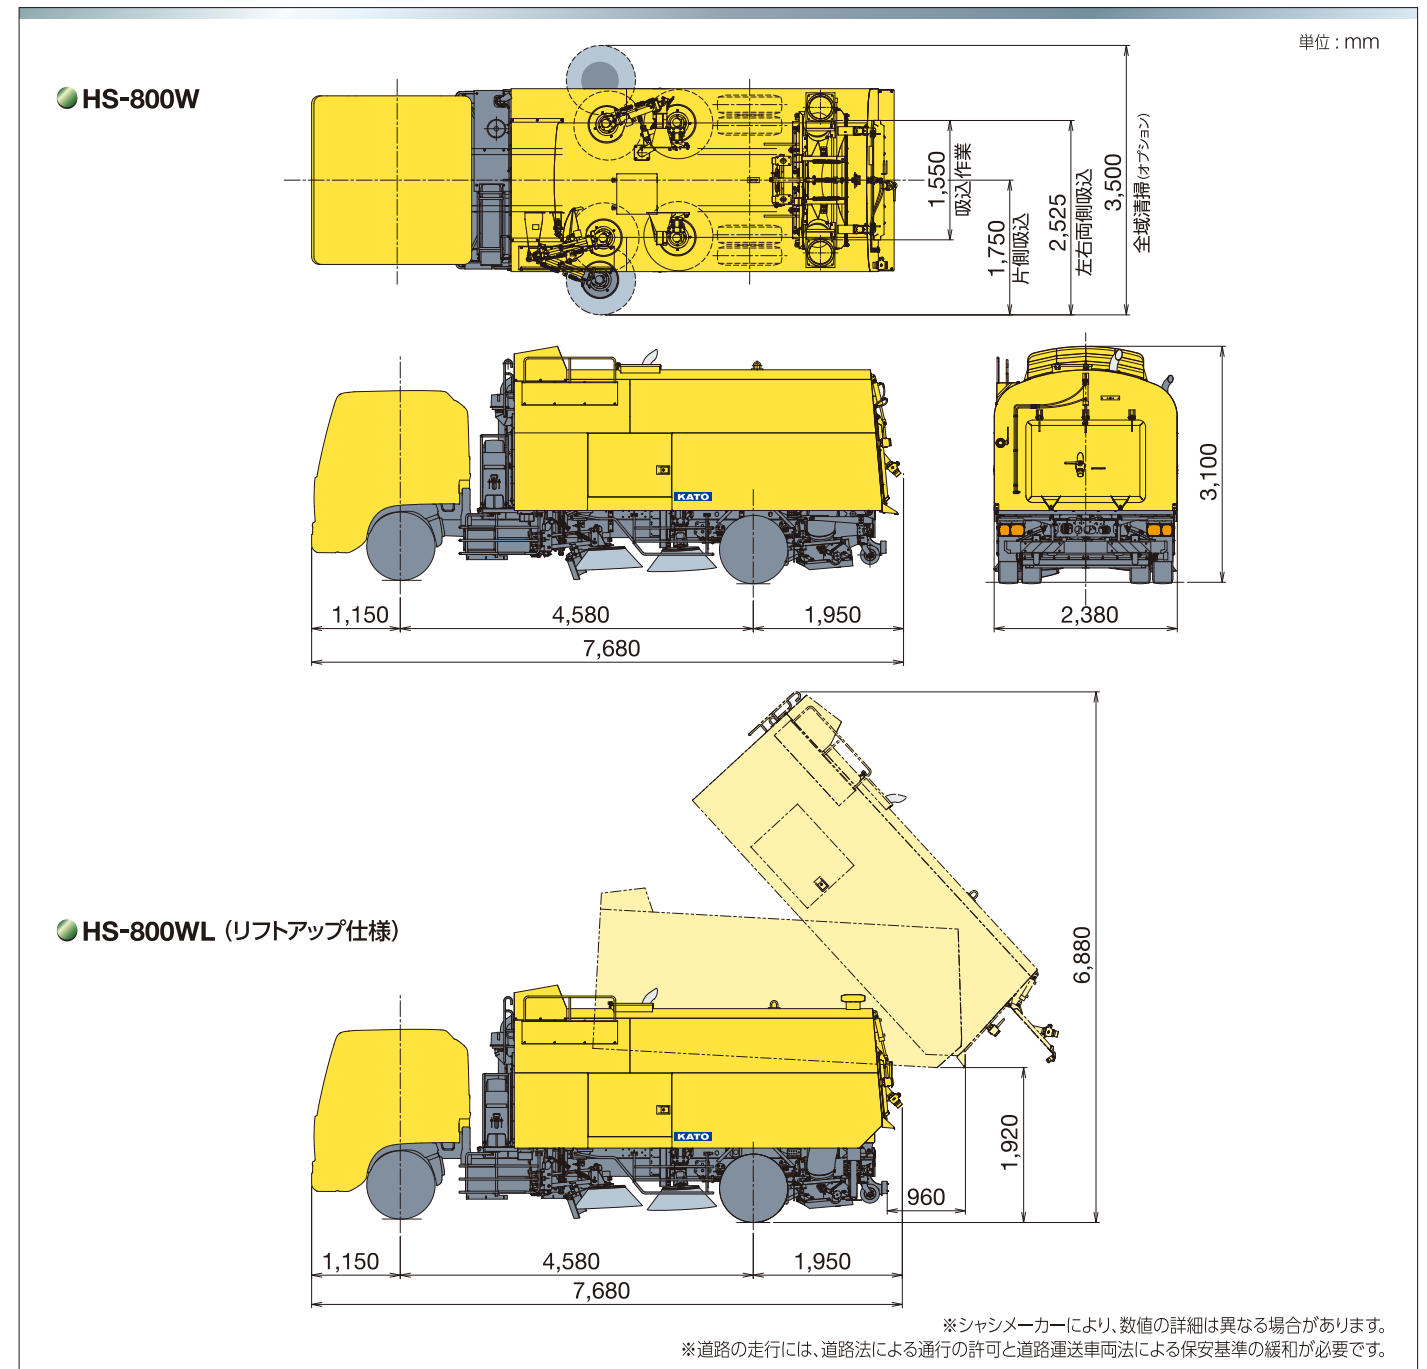 単位 : mm
HS-800W
1,550
吸込作業
1,750
片側吸込
2,525
左右両側吸込
3,500
全域清掃(オプション)
KATO
3,100
1,150
4,580
1,950
7,680
2,380
HS-800WL (リフトアップ仕様)
6,880
KATO
1,920
960
1,150
4,580
1,950
7,680
※シャシメーカーにより、数値の詳細は異なる場合があります。
※道路の走行には、道路法による通行の許可と道路運送車両法による保安基準の緩和が必要です。